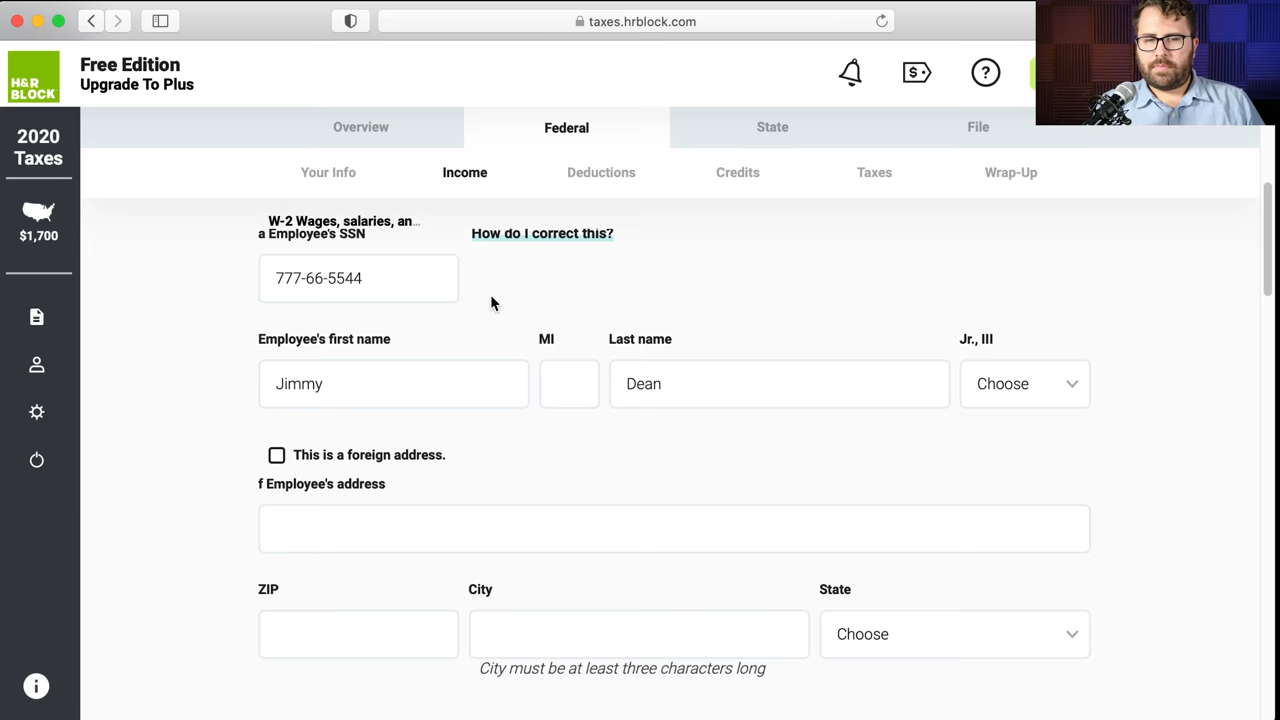 taxes.hrblock.com
H&R
BLOCK
Free Edition
Upgrade To Plus
$
?
2020
Taxes
$1,700
Overview
Federal
State
File
Your Info
Income
Deductions
Credits
Taxes
Wrap-Up
W-2 Wages, salaries, an...
a Employee's SSN
How do I correct this?
777-66-5544
Employee's first name
MI
Last name
Jr., III
Jimmy
Dean
Choose
This is a foreign address.
f Employee's address
ZIP
City
State
Choose
City must be at least three characters long
i